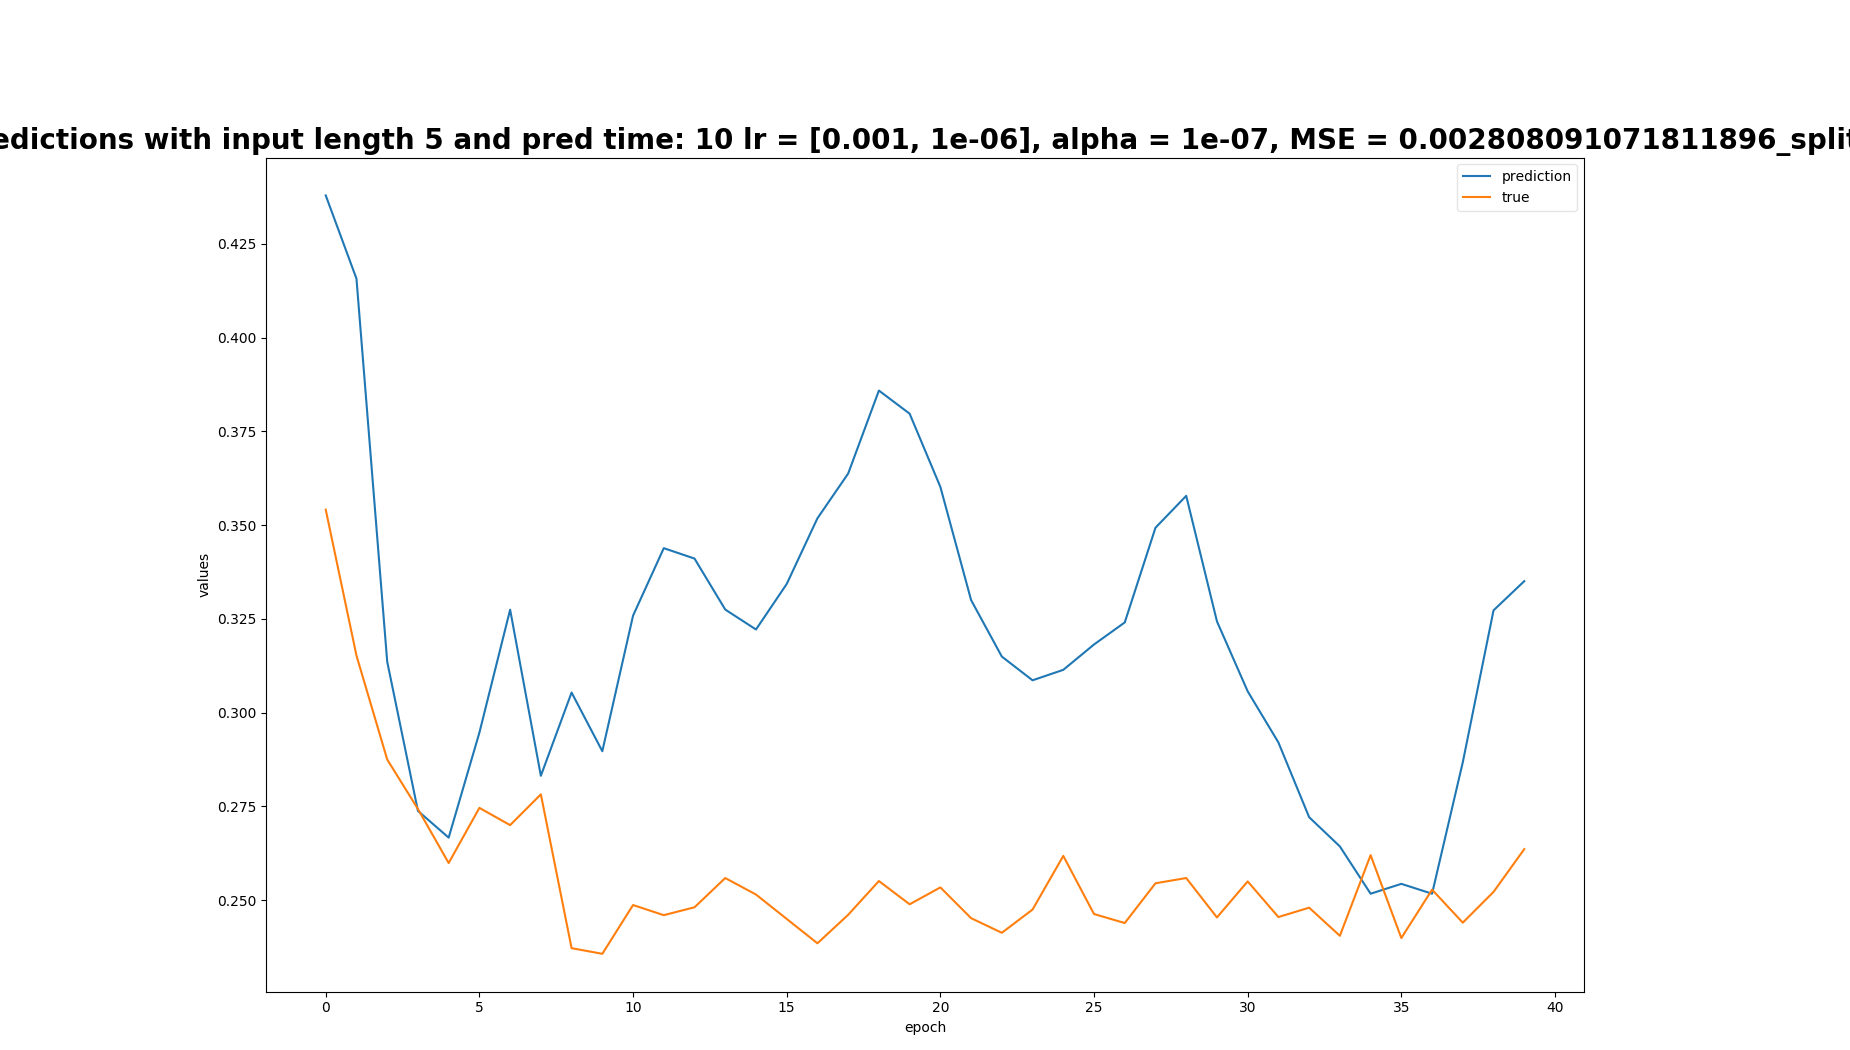 edictions with input length 5 and pred time: 10 lr = [0.001, 1e-06], alpha = 1e-07, MSE = 0.002808091071811896_split
prediction
true
0.425
0.400
0.375
0.350
0.325
0.300
0.275
0.250
values
0 5 10 15 20 25 30 35 40
epoch